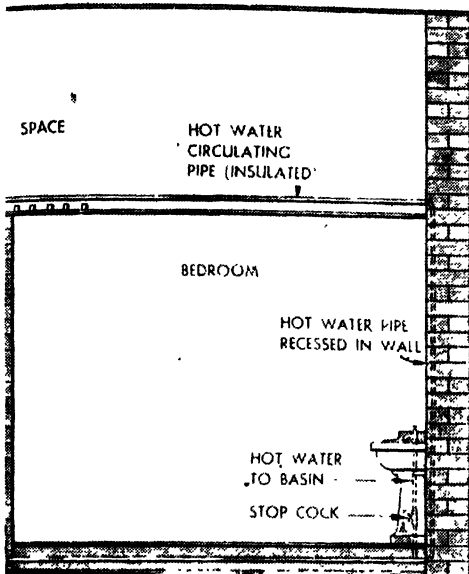 SPACE
HOT WATER
CIRCULATING
PIPE (INSULATED
BEDROOM
HOT WATER PIPE
RECESSED IN WALL
HOT WATER
TO BASIN
STOP COCK